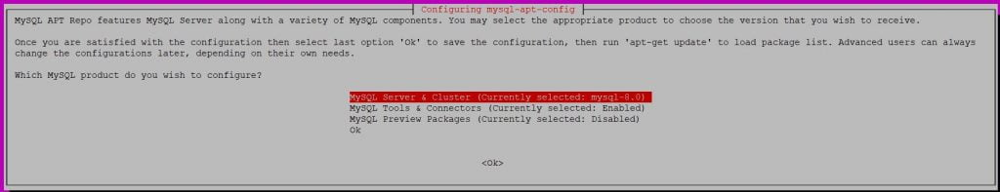 Configuring mysql-apt-config
MySQL APT Repo features MySQL Server along with a variety of MySQL components. You may select the appropriate product to choose the version that you wish to receive.
Once you are satisfied with the configuration then select last option 'Ok' to save the configuration, then run 'apt-get update' to load package list. Advanced users can always
change the configurations later, depending on their own needs.
Which MySQL product do you wish to configure?
MySQL Server & Cluster (Currently selected: mysql-8.0)
MySQL Tools & Connectors (Currently selected: Enabled)
MySQL Preview Packages (Currently selected: Disabled)
Ok
<Ok>